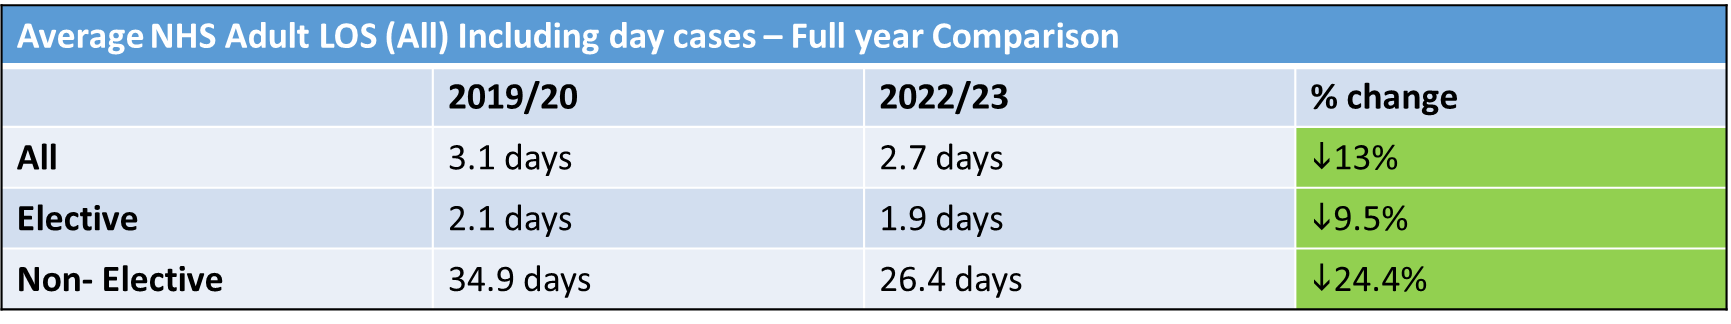 Average NHS Adult LOS (All) Including day cases – Full year Comparison
2019/20 2022/23 % change
All 3.1 days 2.7 days ↓13%
Elective 2.1 days 1.9 days ↓9.5%
Non- Elective 34.9 days 26.4 days ↓24.4%